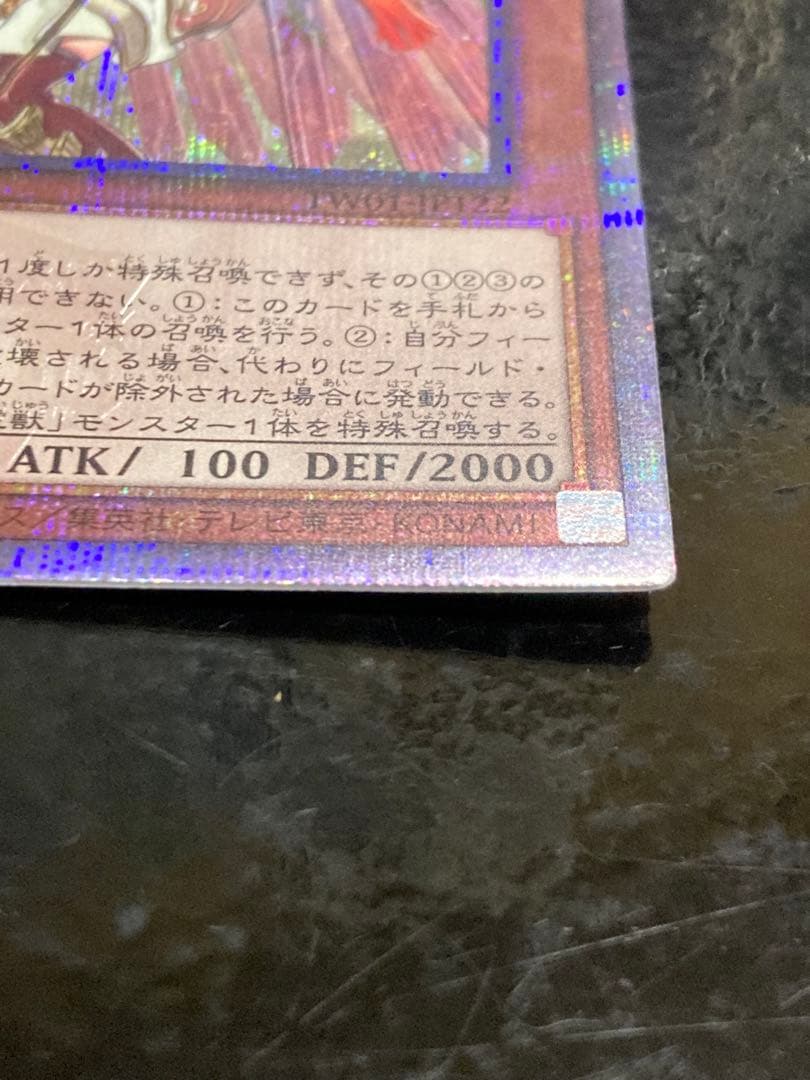 TW01-JP122
1度しか特殊召喚できず、その①②③の
用できない。①:このカードを手札から
ター1体の召喚を行う。②:自分フィー
壊される場合、代わりにフィールド・
カードが除外された場合に発動できる。
獣」モンスター1体を特殊召喚する。
ATK/ 100 DEF/2000
ス/集英社・テレビ東京・KONAMI